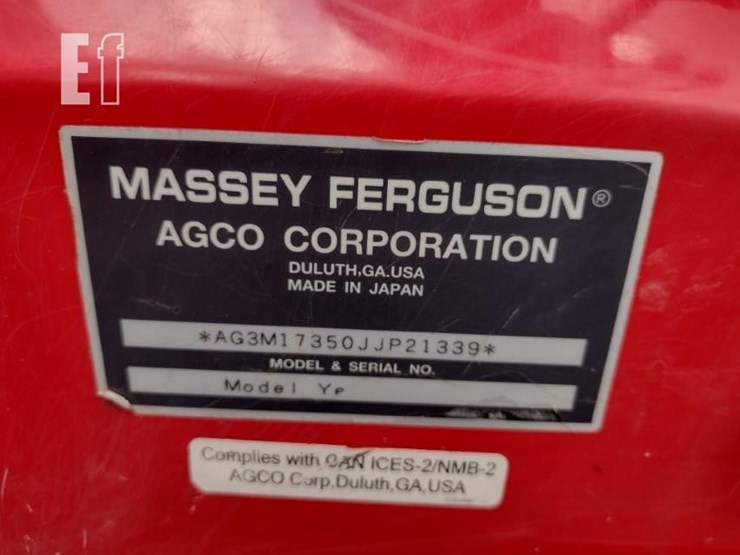 Ef
MASSEY FERGUSON®
AGCO CORPORATION
DULUTH,GA.USA
MADE IN JAPAN
*AG3M17350JJP21339*
MODEL & SERIAL NO.
Model
Complies with CAN ICES-2/NMB-2
AGCO Corp,Duluth,GA,USA